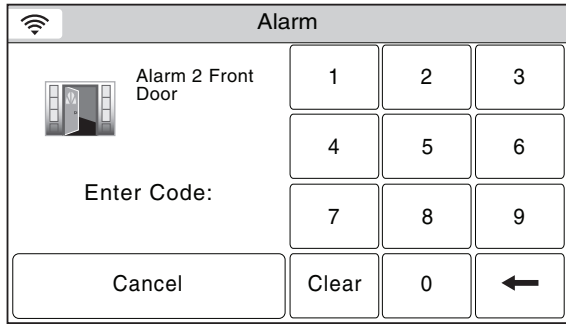 Alarm
Alarm 2 Front
Door
1 2 3
4 5 6
Enter Code:
7 8 9
Cancel Clear 0